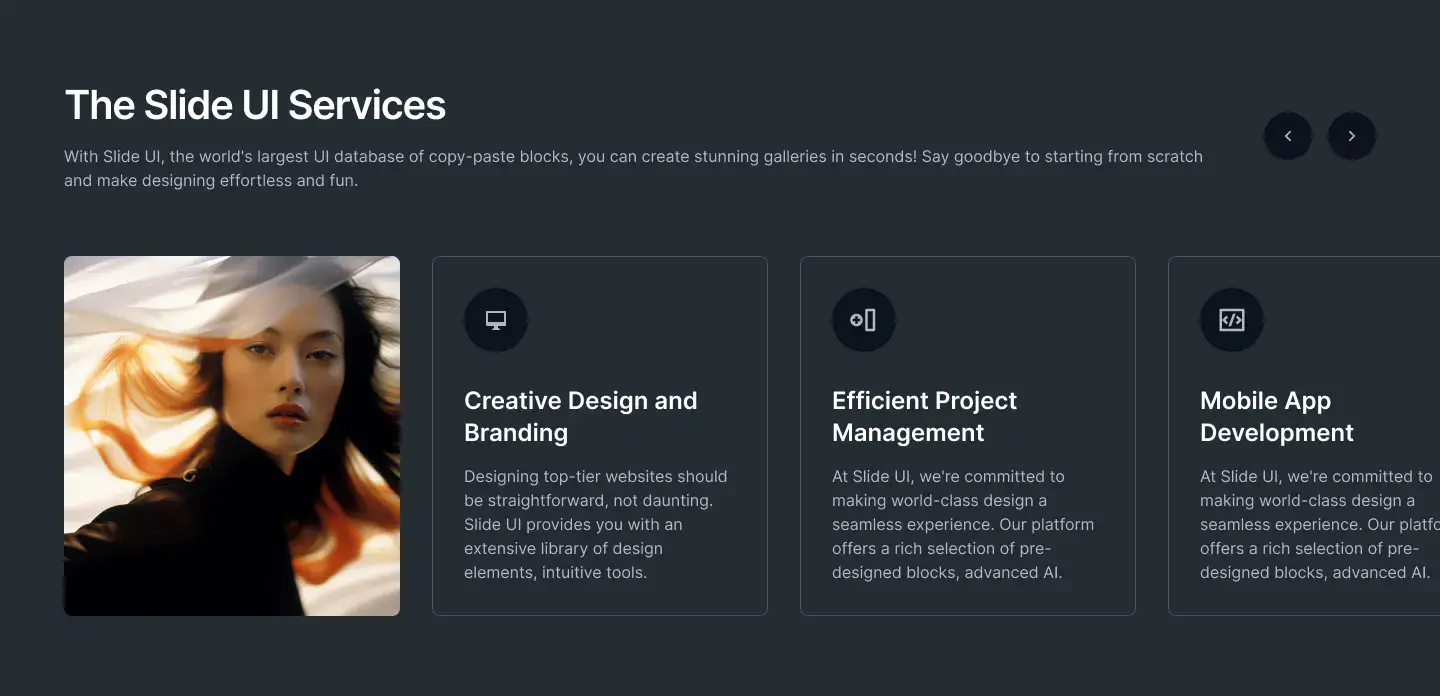 The Slide UI Services
With Slide UI, the world's largest UI database of copy-paste blocks, you can create stunning galleries in seconds! Say goodbye to starting from scratch
and make designing effortless and fun.
Creative Design and
Branding
Designing top-tier websites should
be straightforward, not daunting.
Slide UI provides you with an
extensive library of design
elements, intuitive tools.
Efficient Project
Management
At Slide UI, we're committed to
making world-class design a
seamless experience. Our platform
offers a rich selection of pre-
designed blocks, advanced AI.
Mobile App
Development
At Slide UI, we're committed to
making world-class design a
seamless experience. Our
offers a rich selection of pre-
designed blocks, advanced AI.